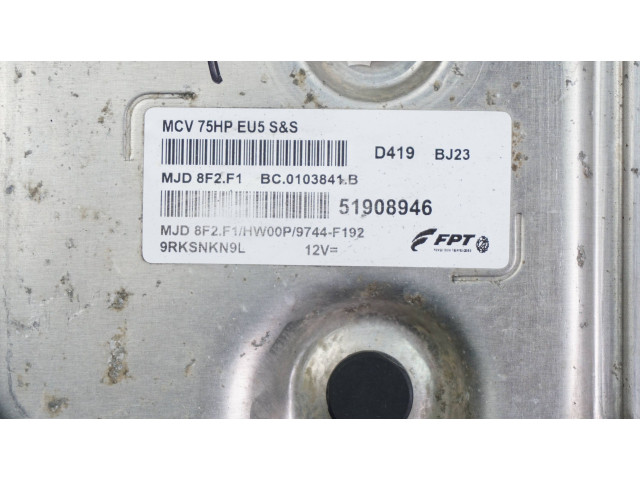 MCV 75HP EU5 S&S
D419 BJ23
MJD 8F2.F1 BC.0103841.B
51908946
MJD 8F2.F1/HW00P/9744-F192
9RKSNKN9L 12V=
FPT